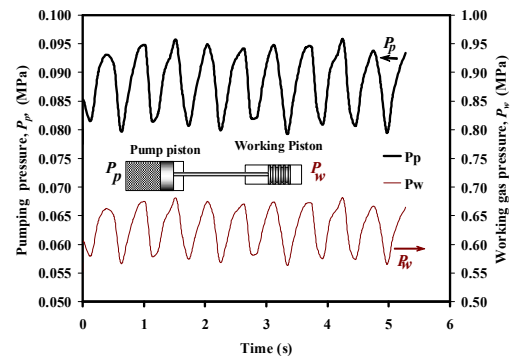 0.100
0.095
0.090
0.085
0.080
0.075
0.070
0.065
0.060
0.055
0.050
Pumping pressure, Pp, (MPa)
0.95
0.90
0.85
0.80
0.75
0.70
0.65
0.60
0.55
0.50
Working gas pressure, Pw (MPa)
Pp
Pump piston
Working Piston
Pp
Pw
Pp
Pw
Pw
0
1
2
3
4
5
6
Time (s)